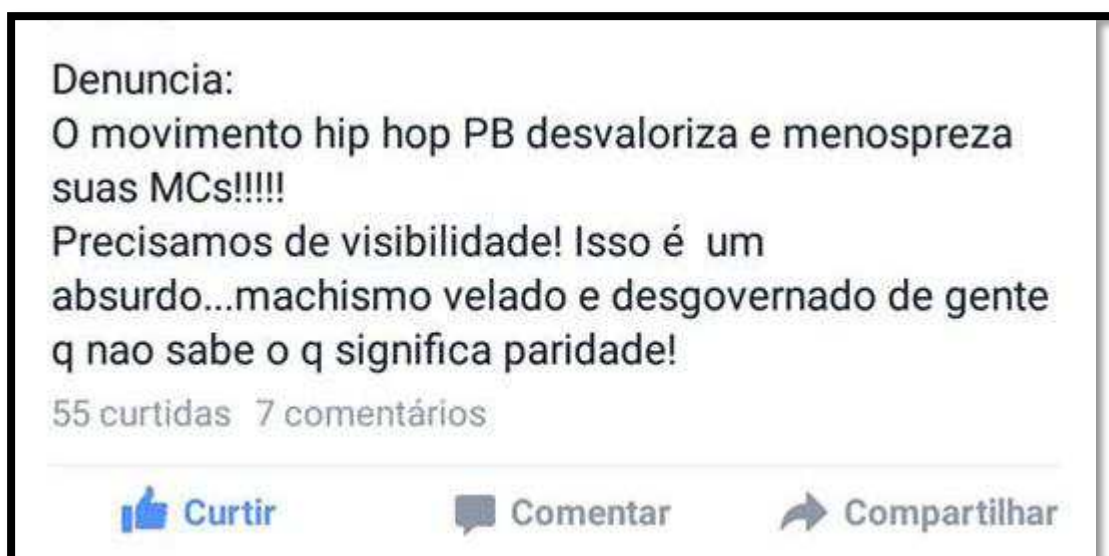 Denuncia:
O movimento hip hop PB desvaloriza e menospreza
suas MCs!!!!!
Precisamos de visibilidade! Isso é  um
absurdo...machismo velado e desgovernado de gente
q nao sabe o q significa paridade!
55 curtidas  7 comentários
Curtir  Comentar  Compartilhar